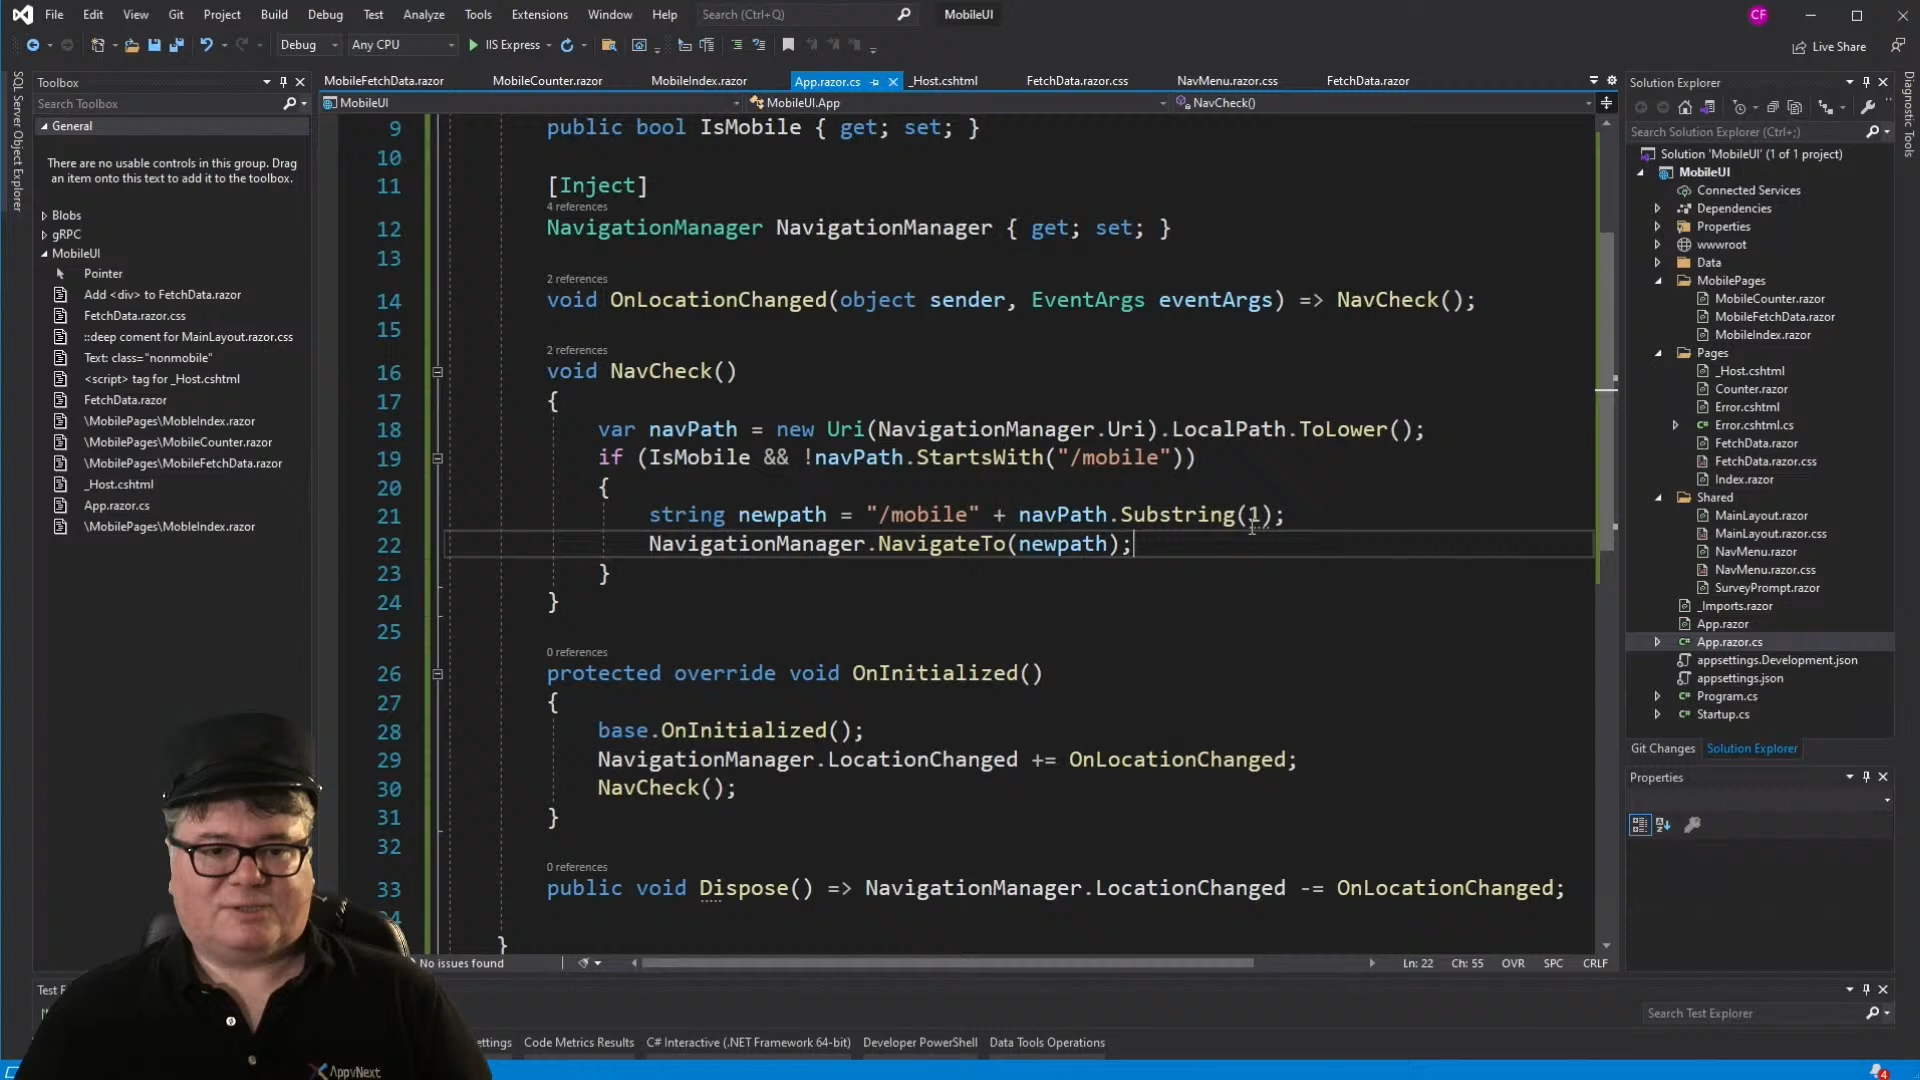 File Edit View Git Project Build Debug Test Analyze Tools Extensions Window Help Search (Ctrl+Q) MobileUI CF
Debug Any CPU IIS Express Live Share
SQL Server Object Explorer
Toolbox
Search Toolbox
General
There are no usable controls in this group. Drag
an item onto this text to add it to the toolbox.
Blobs
gRPC
MobileUI
Pointer
Add <div> to FetchData.razor
FetchData.razor.css
::deep coment for MainLayout.razor.css
Text: class="nonmobile"
<script> tag for _Host.cshtml
FetchData.razor
\MobilePages\MobleIndex.razor
\MobilePages\MobileCounter.razor
\MobilePages\MobileFetchData.razor
_Host.cshtml
App.razor.cs
\MobilePages\MobleIndex.razor
MobileFetchData.razor MobileCounter.razor MobileIndex.razor App.razor.cs _Host.cshtml FetchData.razor.css NavMenu.razor.css FetchData.razor
MobileUI MobileUI.App NavCheck()
9 public bool IsMobile { get; set; }
10
11 [Inject]
4 references
12 NavigationManager NavigationManager { get; set; }
13
2 references
14 void OnLocationChanged(object sender, EventArgs eventArgs) => NavCheck();
15
2 references
16 void NavCheck()
17 {
18 var navPath = new Uri(NavigationManager.Uri).LocalPath.ToLower();
19 if (IsMobile && !navPath.StartsWith("/mobile"))
20 {
21 string newpath = "/mobile" + navPath.Substring(1);
22 NavigationManager.NavigateTo(newpath);
23 }
24 }
25
0 references
26 protected override void OnInitialized()
27 {
28 base.OnInitialized();
29 NavigationManager.LocationChanged += OnLocationChanged;
30 NavCheck();
31 }
32
0 references
33 public void Dispose() => NavigationManager.LocationChanged -= OnLocationChanged;
34
}
No issues found Ln: 22 Ch: 55 OVR SPC CRLF
Solution Explorer
Search Solution Explorer (Ctrl+;)
Solution 'MobileUI' (1 of 1 project)
MobileUI
Connected Services
Dependencies
Properties
wwwroot
Data
MobilePages
MobileCounter.razor
MobileFetchData.razor
MobileIndex.razor
Pages
_Host.cshtml
Counter.razor
Error.cshtml
Error.cshtml.cs
FetchData.razor
FetchData.razor.css
Index.razor
Shared
MainLayout.razor
MainLayout.razor.css
NavMenu.razor
NavMenu.razor.css
SurveyPrompt.razor
_Imports.razor
App.razor
App.razor.cs
appsettings.Development.json
appsettings.json
Program.cs
Startup.cs
Git Changes Solution Explorer
Properties
Diagnostic Tools
Search Test Explorer
Code Metrics Results C# Interactive (.NET Framework 64-bit) Developer PowerShell Data Tools Operations
AppvNext
4